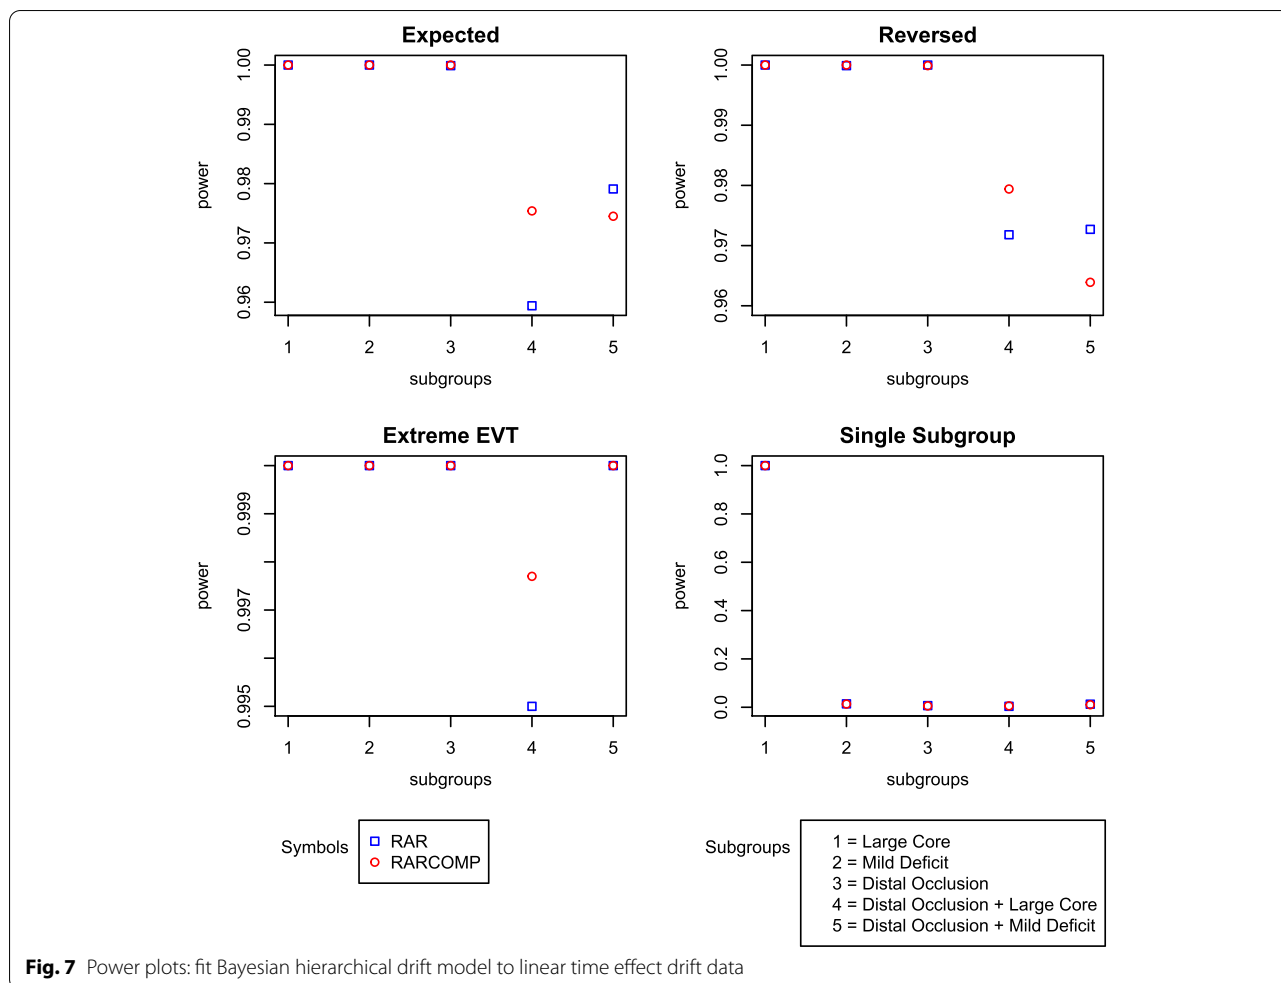 Expected
1.00
0.99
0.98
0.97
0.96
power
1 2 3 4 5
subgroups
Reversed
1.00
0.99
0.98
0.97
0.96
power
1 2 3 4 5
subgroups
Extreme EVT
0.999
0.997
0.995
power
1 2 3 4 5
subgroups
Single Subgroup
1.0
0.8
0.6
0.4
0.2
0.0
power
1 2 3 4 5
subgroups
Symbols
RAR
RARCOMP
Subgroups
1 = Large Core
2 = Mild Deficit
3 = Distal Occlusion
4 = Distal Occlusion + Large Core
5 = Distal Occlusion + Mild Deficit
Fig. 7 Power plots: fit Bayesian hierarchical drift model to linear time effect drift data